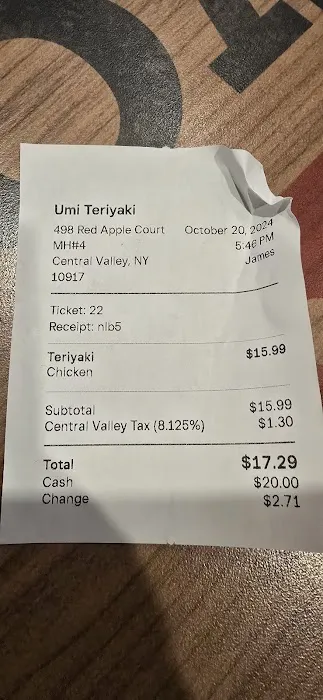 Umi Teriyaki
498 Red Apple Court October 20, 2024
MH#4 5:46 PM
Central Valley, NY James
10917
Ticket: 22
Receipt: nlb5
Teriyaki $15.99
Chicken
Subtotal $15.99
Central Valley Tax (8.125%) $1.30
Total $17.29
Cash $20.00
Change $2.71